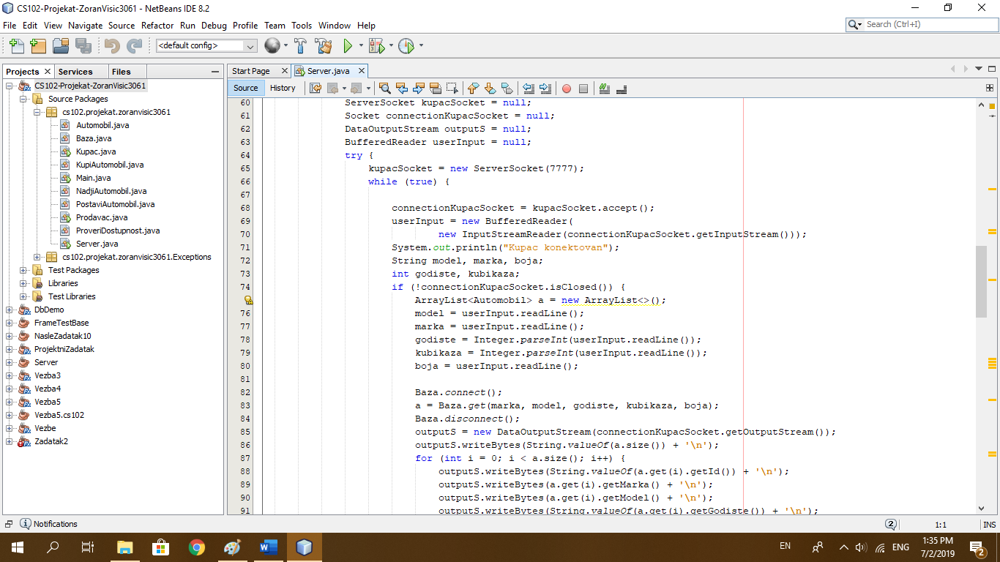 CS102-Projekat-ZoranVisic3061 - NetBeans IDE 8.2
File Edit View Navigate Source Refactor Run Debug Profile Team Tools Window Help
Search (Ctrl+I)
<default config>
Projects
Services
Files
CS102-Projekat-ZoranVisic3061
Source Packages
cs102.projekat.zoranvisic3061
Automobil.java
Baza.java
Kupac.java
KupiAutomobil.java
Main.java
NadjiAutomobil.java
PostaviAutomobil.java
Prodavac.java
ProveriDostupnost.java
Server.java
cs102.projekat.zoranvisic3061.Exceptions
Test Packages
Libraries
Test Libraries
DbDemo
FrameTestBase
NasleZadatak10
ProjektniZadatak
Server
Vezba3
Vezba4
Vezba5
Vezba5.cs102
Vezbe
Zadatak2
Start Page
Server.java
Source
History
60 ServerSocket kupacSocket = null;
61 Socket connectionKupacSocket = null;
62 DataOutputStream outputS = null;
63 BufferedReader userInput = null;
64 try {
65 kupacSocket = new ServerSocket(7777);
66 while (true) {
67
68 connectionKupacSocket = kupacSocket.accept();
69 userInput = new BufferedReader(
70 new InputStreamReader(connectionKupacSocket.getInputStream()));
71 System.out.println("Kupac konektovan");
72 String model, marka, boja;
73 int godiste, kubikaza;
74 if (!connectionKupacSocket.isClosed()) {
ArrayList<Automobil> a = new ArrayList<>();
76 model = userInput.readLine();
77 marka = userInput.readLine();
78 godiste = Integer.parseInt(userInput.readLine());
79 kubikaza = Integer.parseInt(userInput.readLine());
80 boja = userInput.readLine();
81
82 Baza.connect();
83 a = Baza.get(marka, model, godiste, kubikaza, boja);
84 Baza.disconnect();
85 outputS = new DataOutputStream(connectionKupacSocket.getOutputStream());
86 outputS.writeBytes(String.valueOf(a.size()) + '\n');
87 for (int i = 0; i < a.size(); i++) {
88 outputS.writeBytes(String.valueOf(a.get(i).getId()) + '\n');
89 outputS.writeBytes(a.get(i).getMarka() + '\n');
90 outputS.writeBytes(a.get(i).getModel() + '\n');
91 outputS.writeBytes(String.valueOf(a.get(i).getGodiste()) + '\n');
Notifications
2
1:1
INS
EN
ENG
1:35 PM
7/2/2019
2